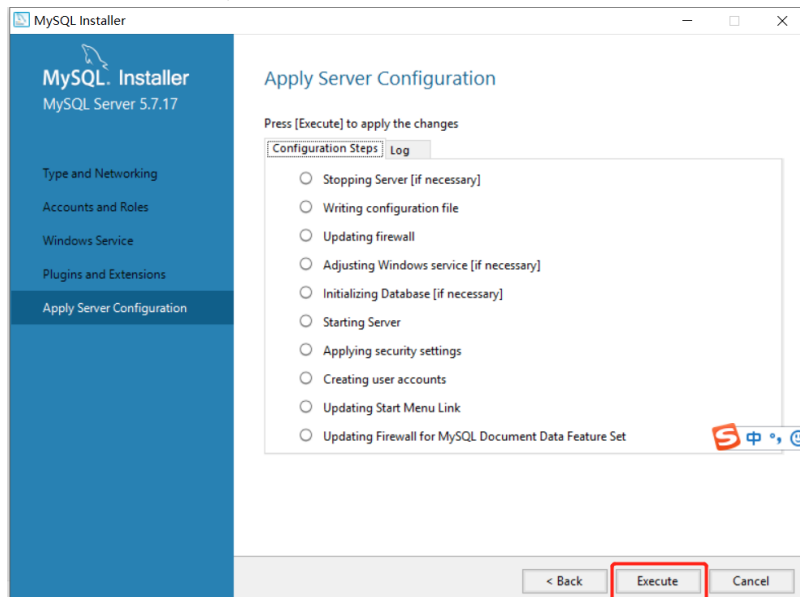 MySQL Installer
MySQL. Installer
MySQL Server 5.7.17
Type and Networking
Accounts and Roles
Windows Service
Plugins and Extensions
Apply Server Configuration
Apply Server Configuration
Press [Execute] to apply the changes
Configuration Steps Log
Stopping Server [if necessary]
Writing configuration file
Updating firewall
Adjusting Windows service [if necessary]
Initializing Database [if necessary]
Starting Server
Applying security settings
Creating user accounts
Updating Start Menu Link
Updating Firewall for MySQL Document Data Feature Set
S 中 °,
< Back Execute Cancel